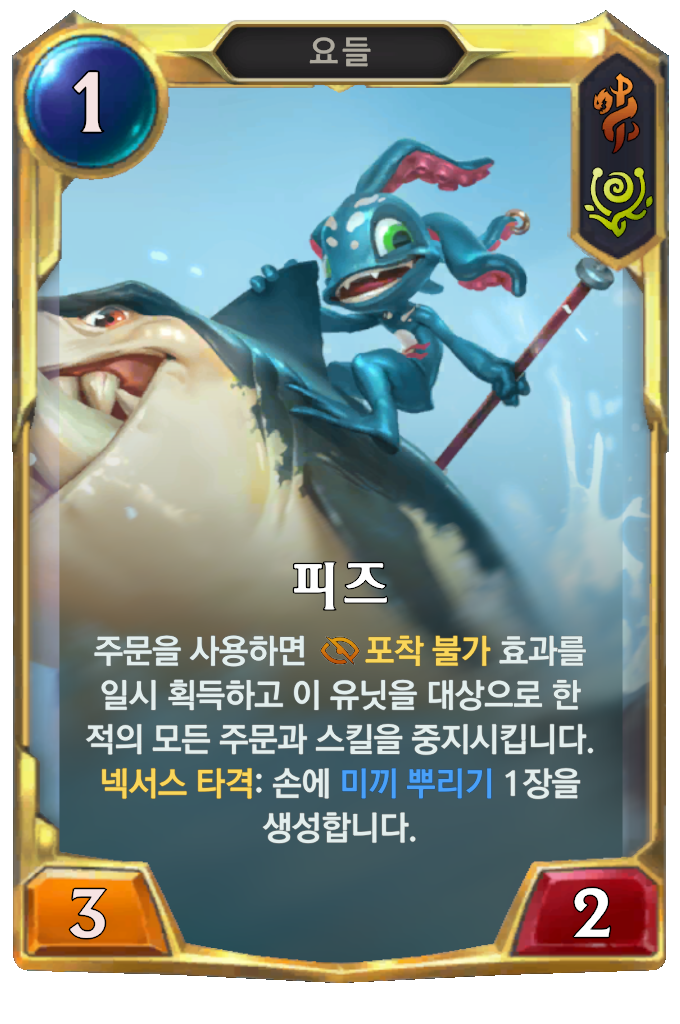 요들
1
피즈
주문을 사용하면 포착 불가 효과를
일시 획득하고 이 유닛을 대상으로 한
적의 모든 주문과 스킬을 중지시킵니다.
넥서스 타격: 손에 미끼 뿌리기 1장을
생성합니다.
3
2